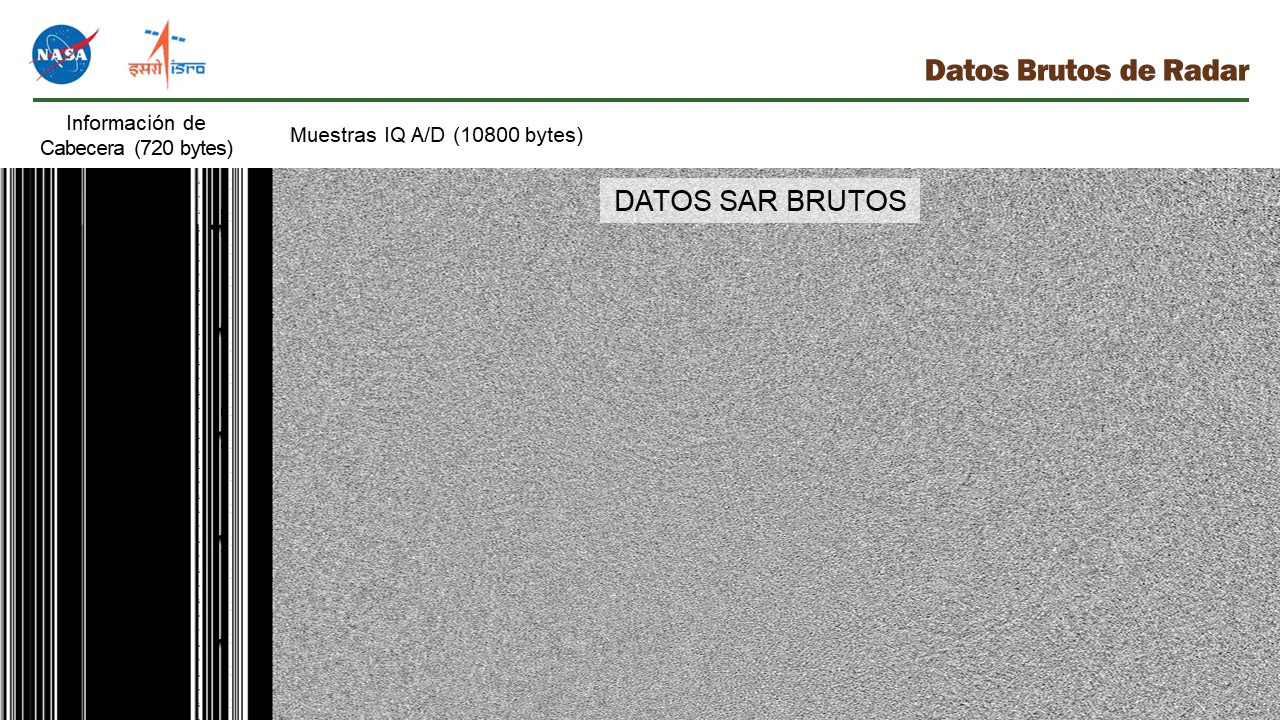 NASA
इसरो isro
Datos Brutos de Radar
Información de
Cabecera (720 bytes)
Muestras IQ A/D (10800 bytes)
DATOS SAR BRUTOS